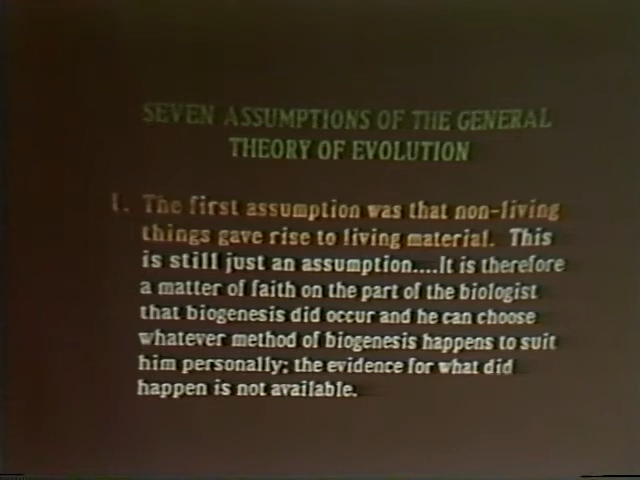 SEVEN ASSUMPTIONS OF THE GENERAL
THEORY OF EVOLUTION
1. The first assumption was that non-living
things gave rise to living material. This
is still just an assumption....It is therefore
a matter of faith on the part of the biologist
that biogenesis did occur and he can choose
whatever method of biogenesis happens to suit
him personally; the evidence for what did
happen is not available.